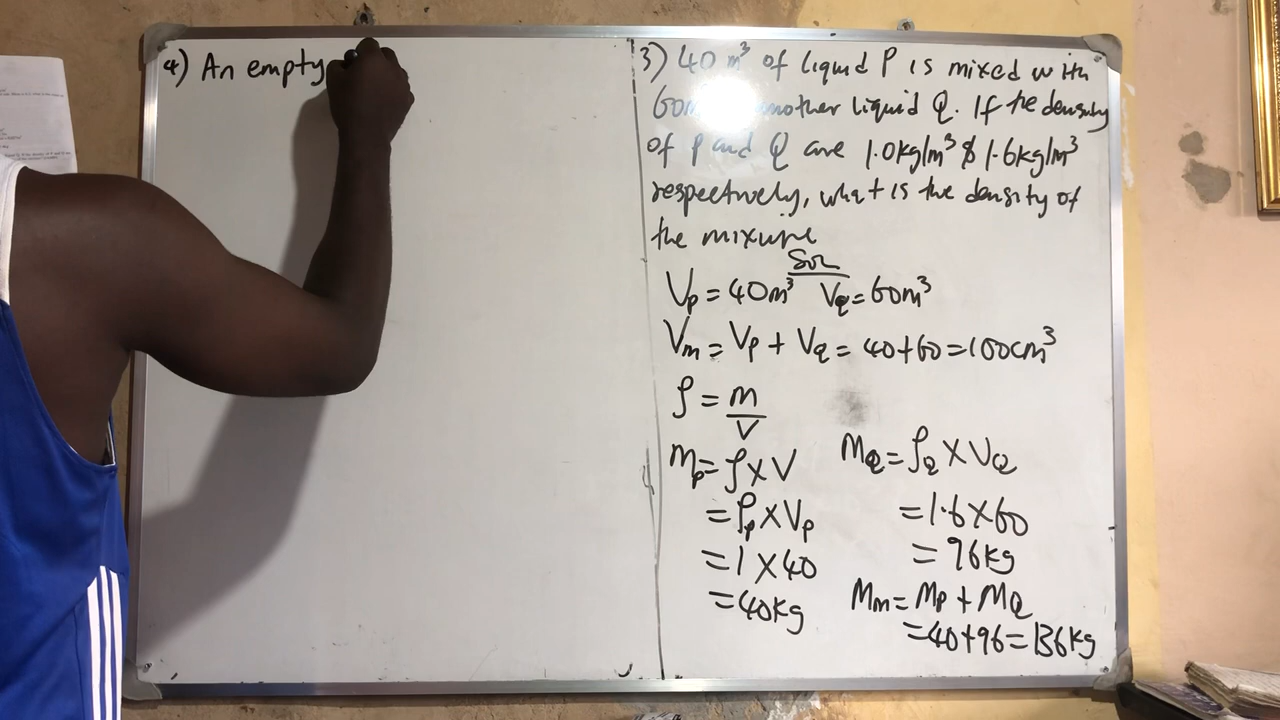 4) An empty
3) 40 m³ of liquid P is mixed with
60m another liquid Q. If the density
of P and Q are 1.0kg/m³ & 1.6kg/m³
respectively, what is the density of
the mixture
Soln
Vp = 40m³ VQ = 60m³
Vm = Vp + VQ = 40+60 = 100cm³
ρ = m/V
mp = ρ x V
= ρp x Vp
= 1 x 40
= 40kg
MQ = ρQ x VQ
= 1.6 x 60
= 96kg
Mm = Mp + MQ
= 40+96 = 136kg